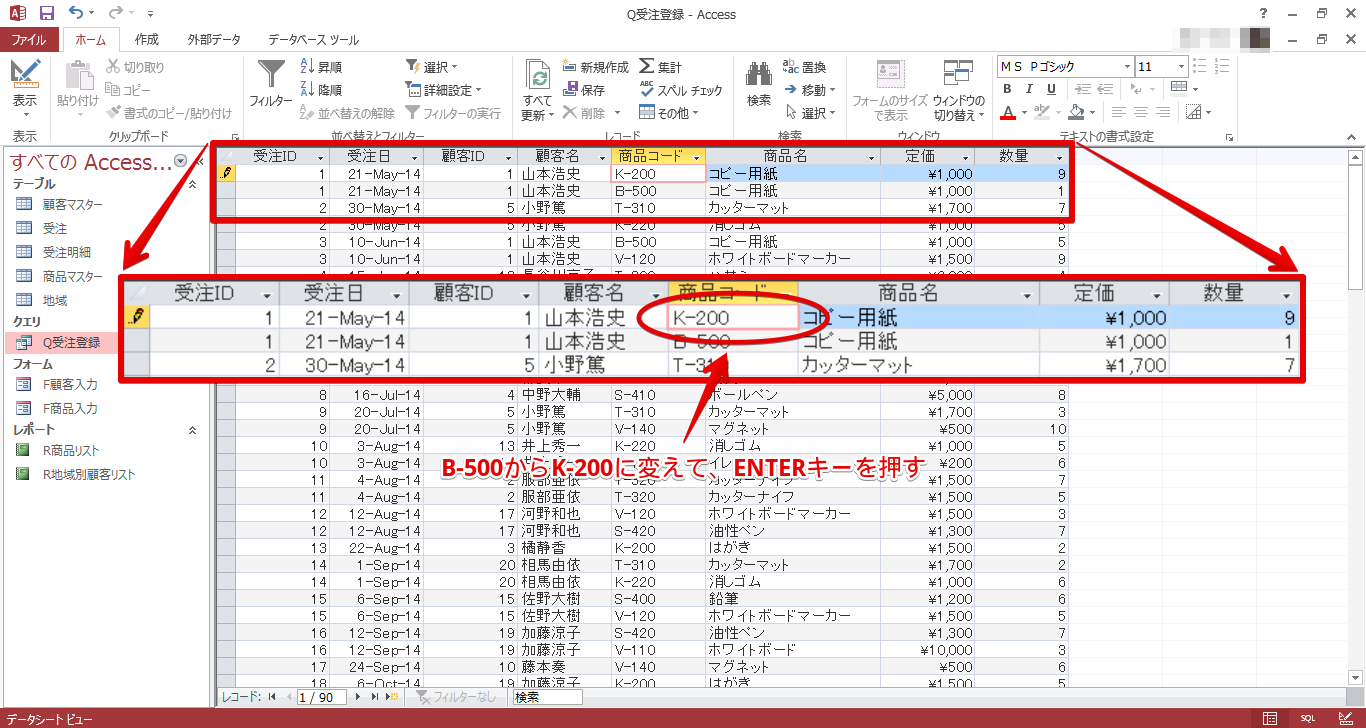 Q受注登録 - Access
ファイル ホーム 作成 外部データ データベース ツール
表示
貼り付け
切り取り
コピー
書式のコピー/貼り付け
フィルター
昇順
降順
並べ替えの解除
選択
詳細設定
フィルターの実行
すべて更新
新規作成
保存
削除
集計
スペル チェック
その他
検索
置換
移動
選択
フォームのサイズで表示
ウィンドウの切り替え
MS Pゴシック 11
B I U
表示 クリップボード 並べ替えとフィルター レコード 検索 ウィンドウ テキストの書式設定
すべての Access...
テーブル
顧客マスター
受注
受注明細
商品マスター
地域
クエリ
Q受注登録
フォーム
F顧客入力
F商品入力
レポート
R商品リスト
R地域別顧客リスト
受注ID 受注日 顧客ID 顧客名 商品コード 商品名 定価 数量
1 21-May-14 1 山本浩史 K-200 コピー用紙 ¥1,000 9
1 21-May-14 1 山本浩史 B-500 コピー用紙 ¥1,000 1
2 30-May-14 5 小野篤 T-310 カッターマット ¥1,700 7
2 30-May-14 5 小野篤 K-220 消しゴム ¥1,000 5
3 10-Jun-14 1 山本浩史 B-500 コピー用紙 ¥1,000 5
3 10-Jun-14 1 山本浩史 V-120 ホワイトボードマーカー ¥1,500 9
受注ID 受注日 顧客ID 顧客名 商品コード 商品名 定価 数量
1 21-May-14 1 山本浩史 K-200 コピー用紙 ¥1,000 9
1 21-May-14 1 山本浩史 B-500 コピー用紙 ¥1,000 1
2 30-May-14 5 小野篤 T-310 カッターマット ¥1,700 7
8 16-Jul-14 4 中野大輔 S-410 ボールペン ¥5,000 8
9 20-Jul-14 5 小野篤 T-310 カッターマット ¥1,700 3
9 20-Jul-14 5 小野篤 V-140 マグネット ¥500 10
10 3-Aug-14 13 井上秀一 K-220 消しゴム ¥1,000 5
10 3-Aug-14 ¥200 6
B-500からK-200に変えて、ENTERキーを押す
11 4-Aug-14 2 服部亜依 T-320 カッターナイフ ¥1,500 7
11 4-Aug-14 2 服部亜依 T-320 カッターナイフ ¥1,500 5
12 12-Aug-14 17 河野和也 V-120 ホワイトボードマーカー ¥1,500 3
12 12-Aug-14 17 河野和也 S-420 油性ペン ¥1,300 7
13 22-Aug-14 3 橘静香 K-200 はがき ¥1,500 2
14 1-Sep-14 20 相馬由依 T-310 カッターマット ¥1,700 2
14 1-Sep-14 20 相馬由依 K-220 消しゴム ¥1,000 6
15 6-Sep-14 15 佐野大樹 S-400 鉛筆 ¥1,200 6
15 6-Sep-14 15 佐野大樹 V-120 ホワイトボードマーカー ¥1,500 5
16 12-Sep-14 19 加藤涼子 S-420 油性ペン ¥1,300 7
16 12-Sep-14 19 加藤涼子 V-110 ホワイトボード ¥10,000 3
17 24-Sep-14 10 藤本奏 V-140 マグネット ¥500 6
18 6-Oct-14 19 加藤涼子 K-200 はがき ¥1,500 5
レコード: 1 / 90 フィルターなし 検索
データシート ビュー SQL